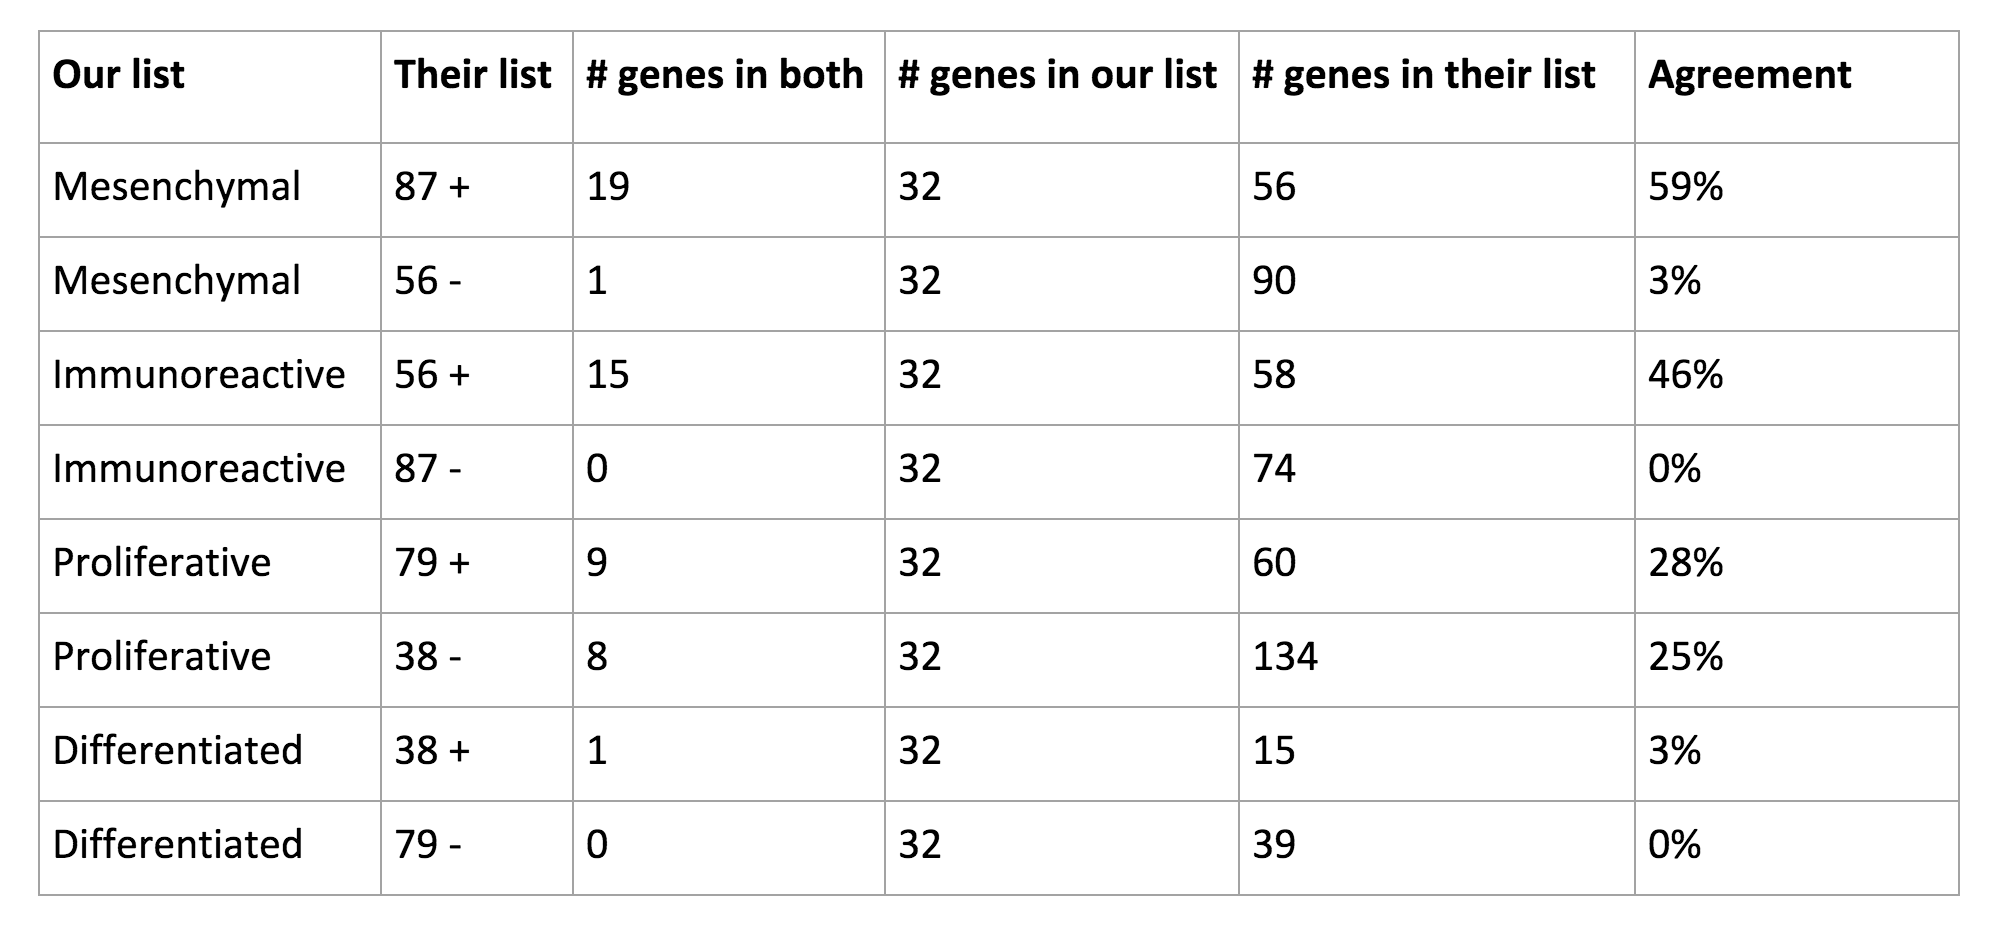 Our list Their list # genes in both # genes in our list # genes in their list Agreement
Mesenchymal 87 + 19 32 56 59%
Mesenchymal 56 - 1 32 90 3%
Immunoreactive 56 + 15 32 58 46%
Immunoreactive 87 - 0 32 74 0%
Proliferative 79 + 9 32 60 28%
Proliferative 38 - 8 32 134 25%
Differentiated 38 + 1 32 15 3%
Differentiated 79 - 0 32 39 0%